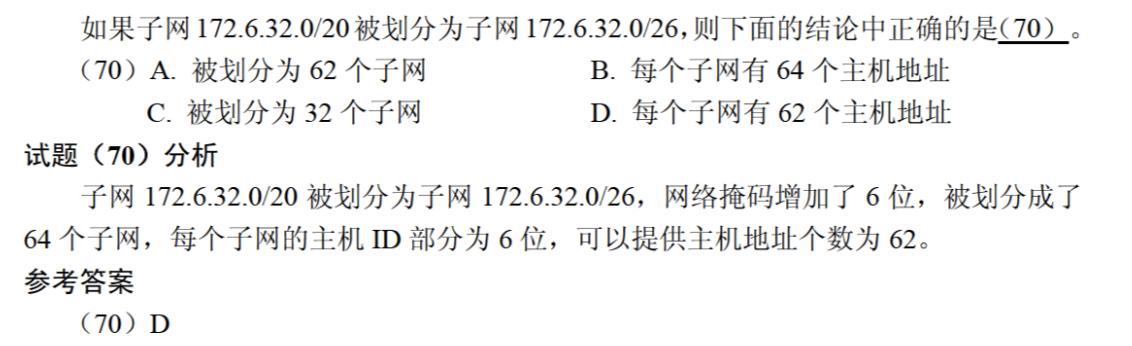 如果子网 172.6.32.0/20 被划分为子网 172.6.32.0/26，则下面的结论中正确的是(70)。
（70）A. 被划分为 62 个子网 B. 每个子网有 64 个主机地址
C. 被划分为 32 个子网 D. 每个子网有 62 个主机地址
试题（70）分析
子网 172.6.32.0/20 被划分为子网 172.6.32.0/26，网络掩码增加了 6 位，被划分成了
64 个子网，每个子网的主机 ID 部分为 6 位，可以提供主机地址个数为 62。
参考答案
（70）D